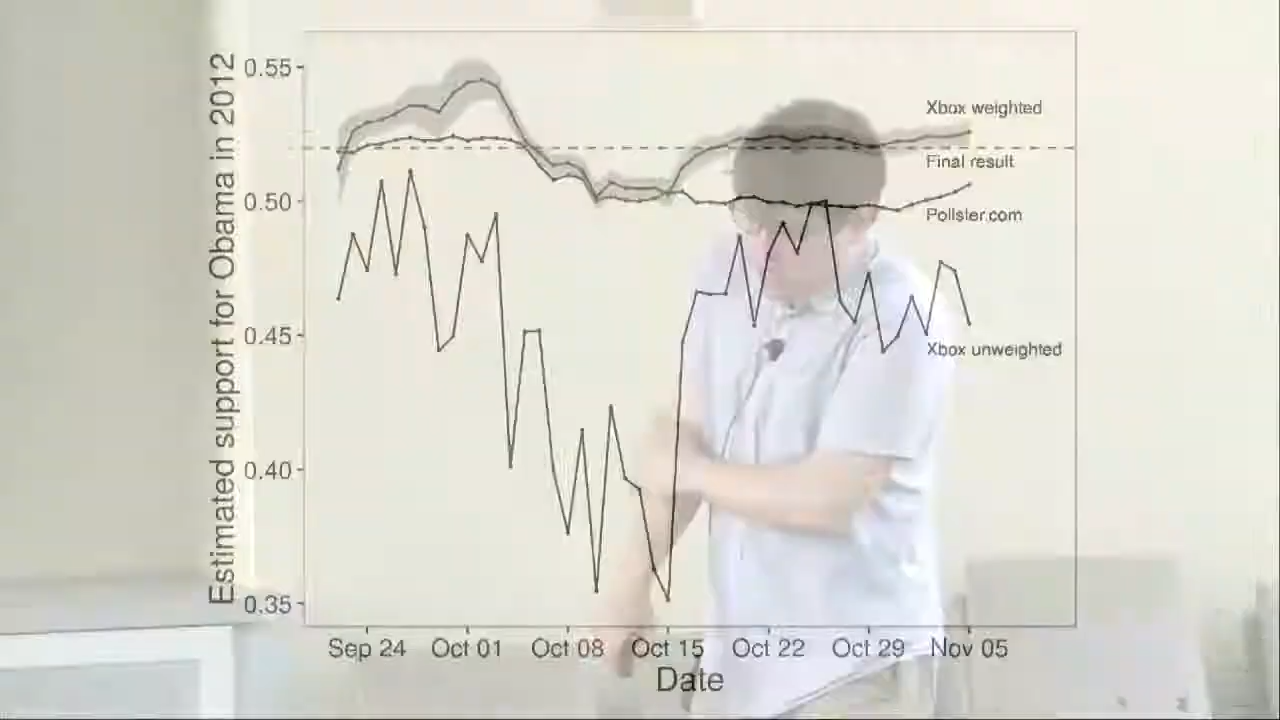 Estimated support for Obama in 2012
0.55
0.50
0.45
0.40
0.35
Xbox weighted
Final result
Pollster.com
Xbox unweighted
Sep 24 Oct 01 Oct 08 Oct 15 Oct 22 Oct 29 Nov 05
Date